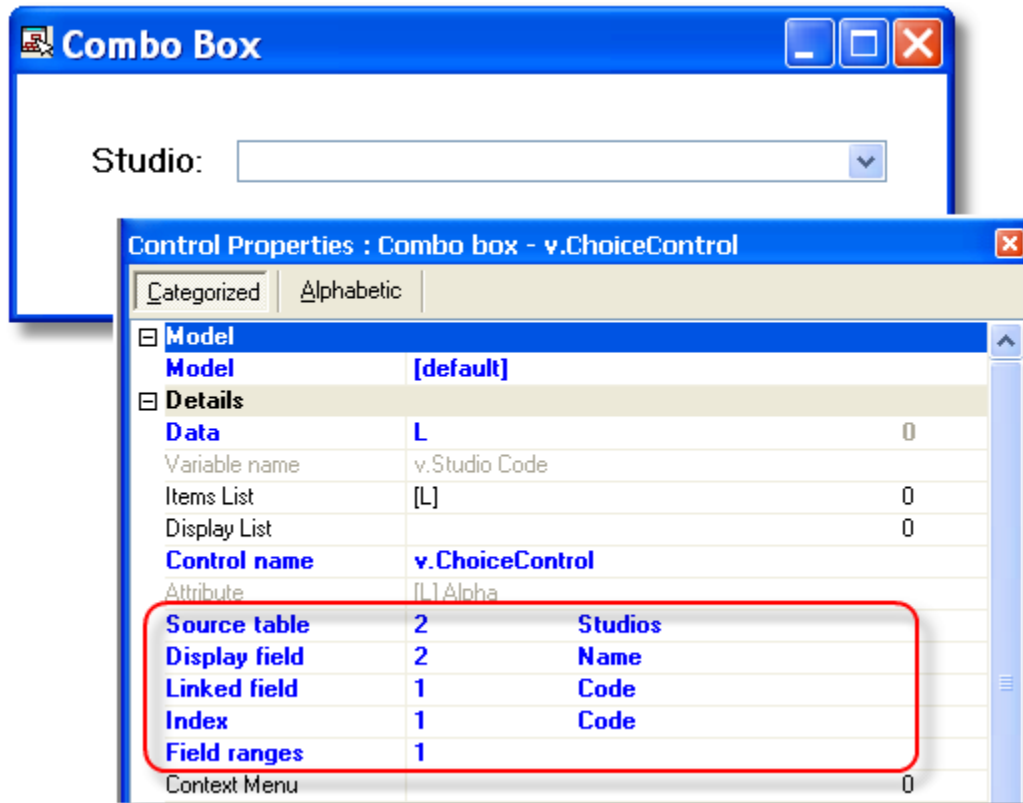 Combo Box
Studio:
Control Properties : Combo box - v.ChoiceControl
Categorized Alphabetic
Model
Model [default]
Details
Data L 0
Variable name v.Studio Code
Items List [L] 0
Display List 0
Control name v.ChoiceControl
Attribute [L] Alpha
Source table 2 Studios
Display field 2 Name
Linked field 1 Code
Index 1 Code
Field ranges 1
Context Menu 0